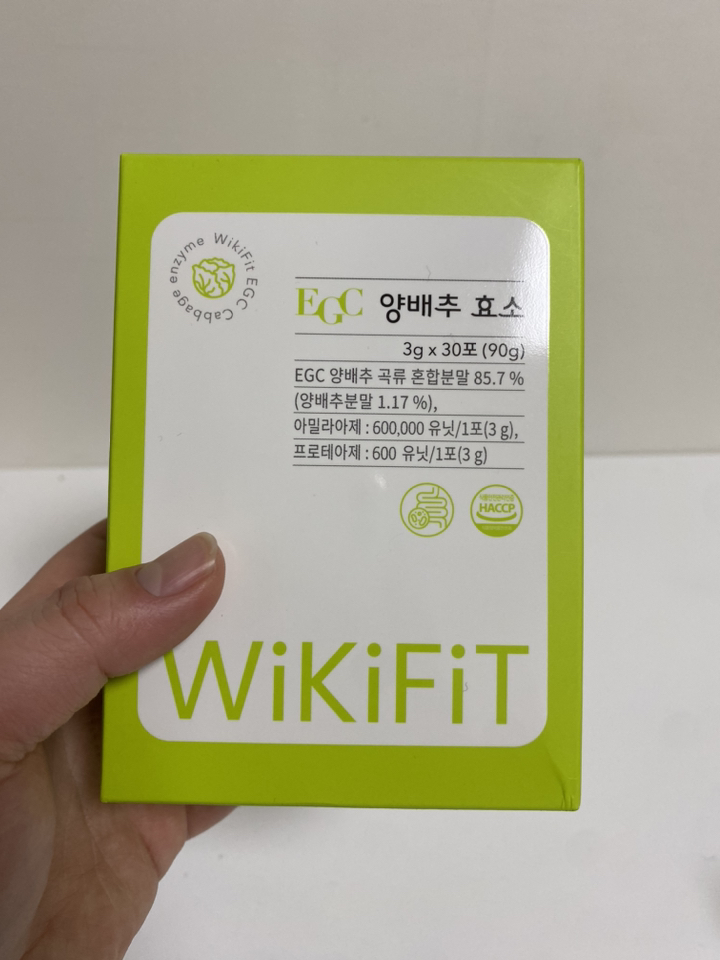 WikiFit EGC Cabbage enzyme
EGC 양배추 효소
3g x 30포 (90g)
EGC 양배추 곡류 혼합분말 85.7 %
(양배추분말 1.17 %),
아밀라아제 : 600,000 유닛/1포(3 g),
프로테아제 : 600 유닛/1포(3 g)
HACCP
WiKiFiT